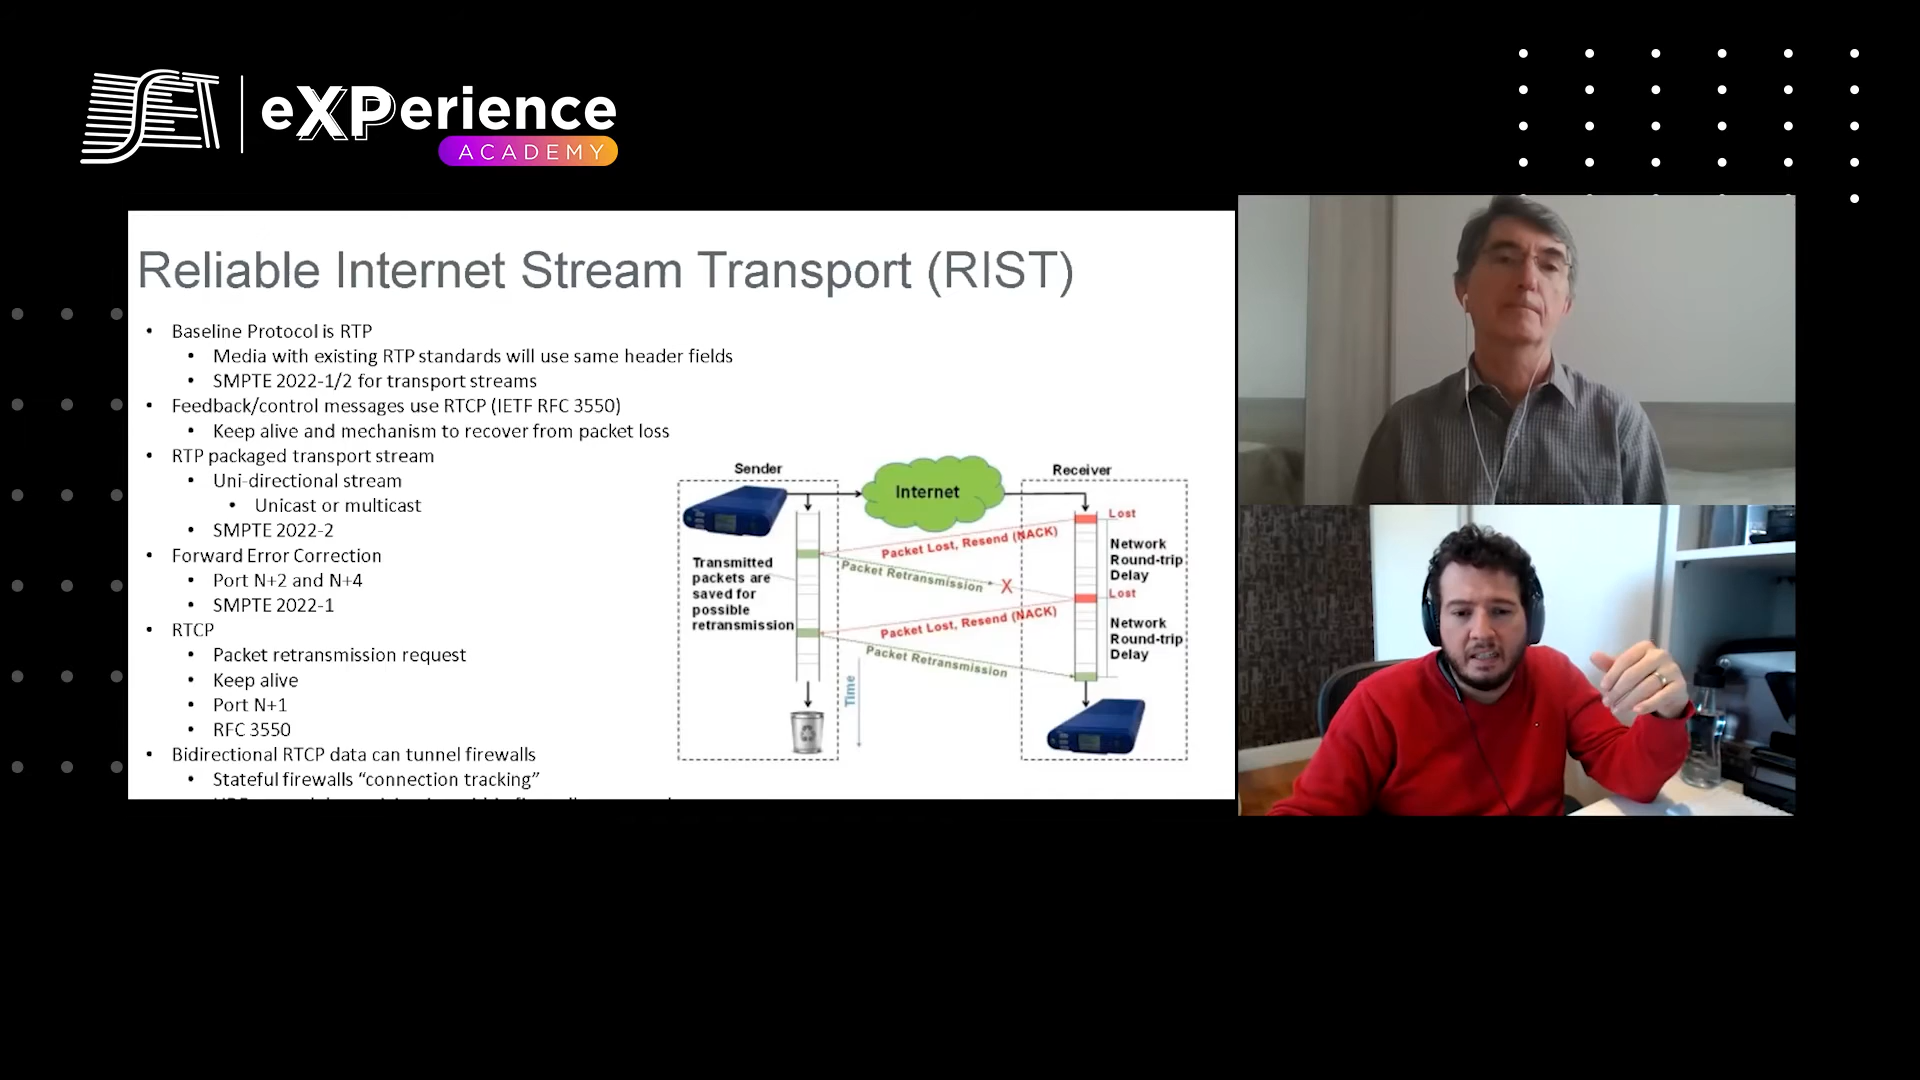 SET
eXPerience
ACADEMY
Reliable Internet Stream Transport (RIST)
• Baseline Protocol is RTP
• Media with existing RTP standards will use same header fields
• SMPTE 2022-1/2 for transport streams
• Feedback/control messages use RTCP (IETF RFC 3550)
• Keep alive and mechanism to recover from packet loss
• RTP packaged transport stream
• Uni-directional stream
• Unicast or multicast
• SMPTE 2022-2
• Forward Error Correction
• Port N+2 and N+4
• SMPTE 2022-1
• RTCP
• Packet retransmission request
• Keep alive
• Port N+1
• RFC 3550
• Bidirectional RTCP data can tunnel firewalls
• Stateful firewalls “connection tracking”
Sender
Internet
Receiver
Lost
Packet Lost, Resend (NACK)
Network
Round-trip
Delay
Transmitted
packets are
saved for
possible
retransmission
Packet Retransmission
X
Lost
Packet Lost, Resend (NACK)
Network
Round-trip
Delay
Packet Retransmission
Time